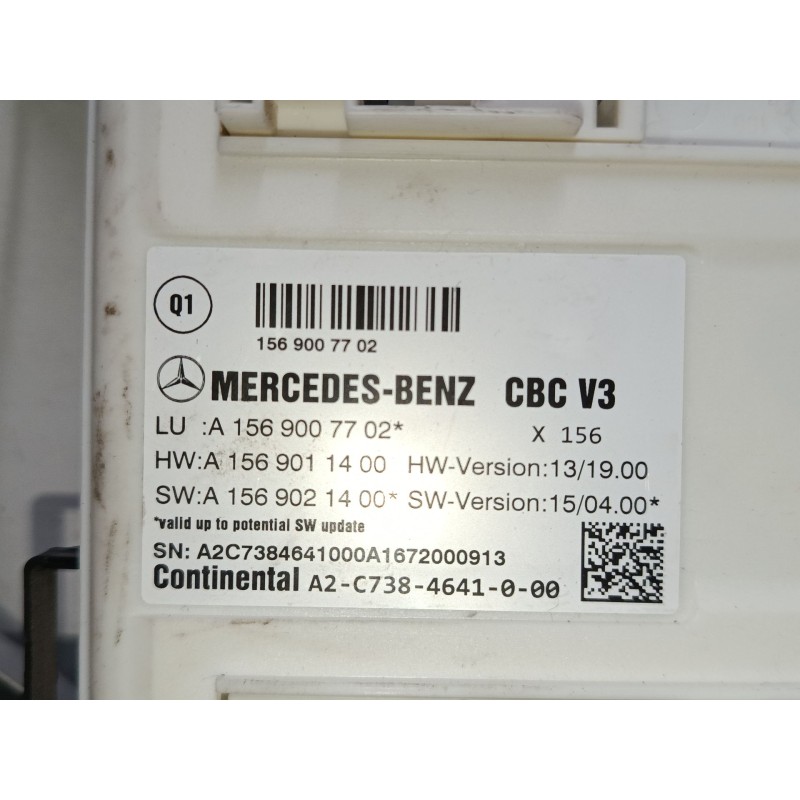 Q1
156 900 77 02
MERCEDES-BENZ CBC V3
LU :A 156 900 77 02* X 156
HW:A 156 901 14 00 HW-Version:13/19.00
SW:A 156 902 14 00* SW-Version:15/04.00*
*valid up to potential SW update
SN: A2C7384641000A1672000913
Continental A2-C738-4641-0-00